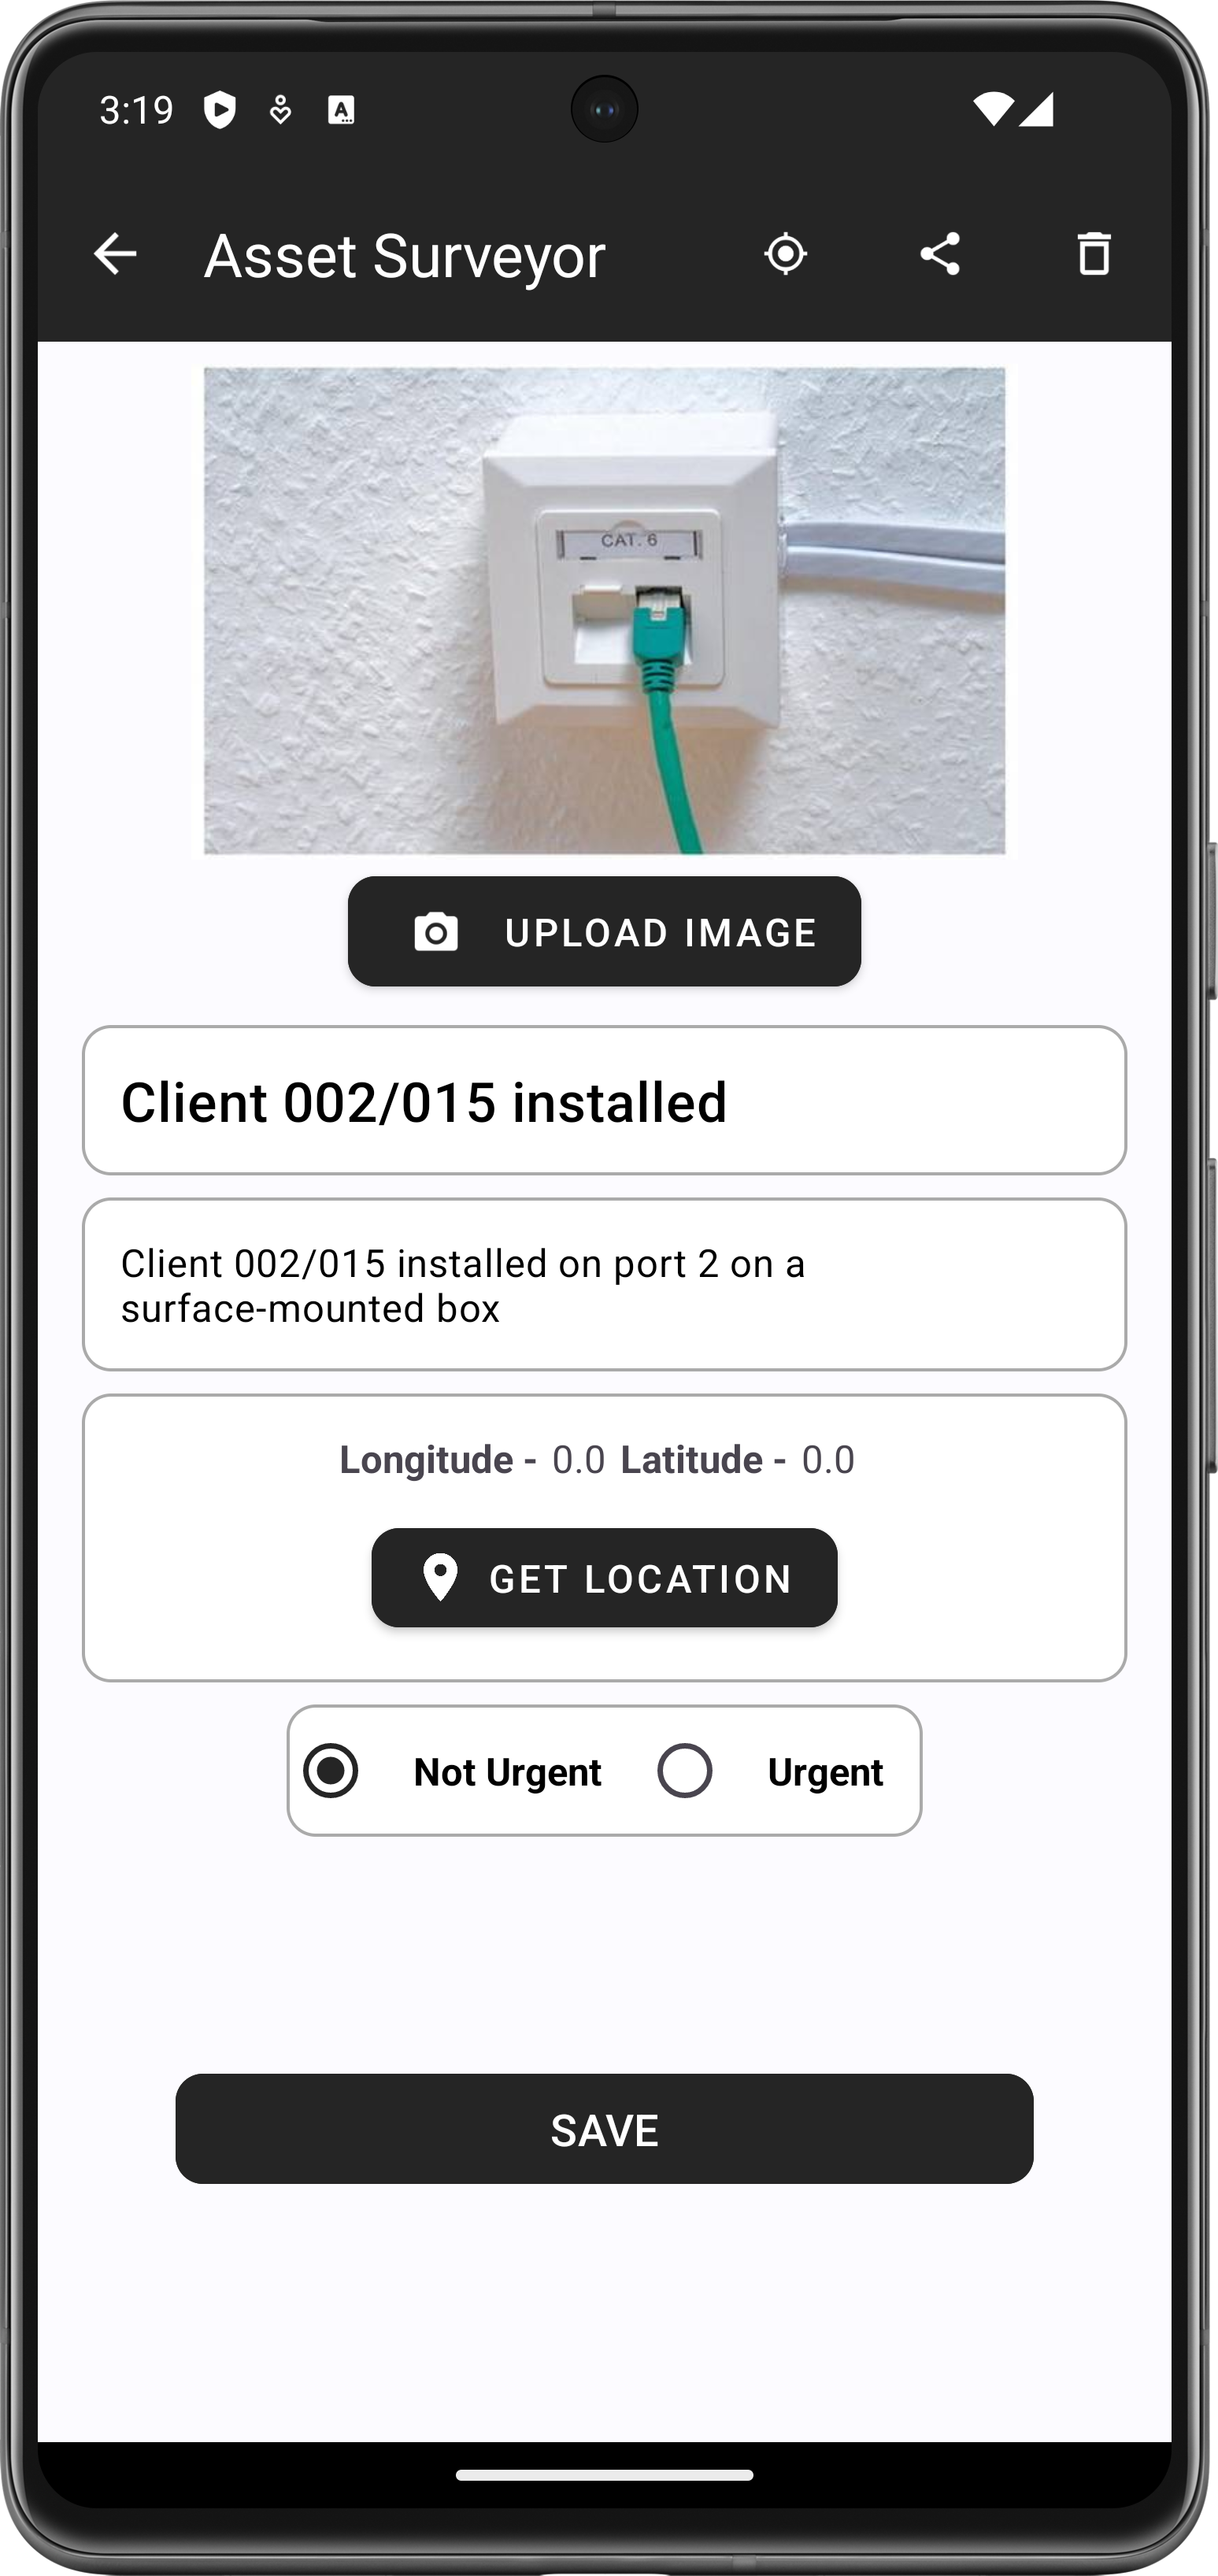 3:19
Asset Surveyor
CAT. 6
UPLOAD IMAGE
Client 002/015 installed
Client 002/015 installed on port 2 on a
surface-mounted box
Longitude - 0.0 Latitude - 0.0
GET LOCATION
Not Urgent Urgent
SAVE